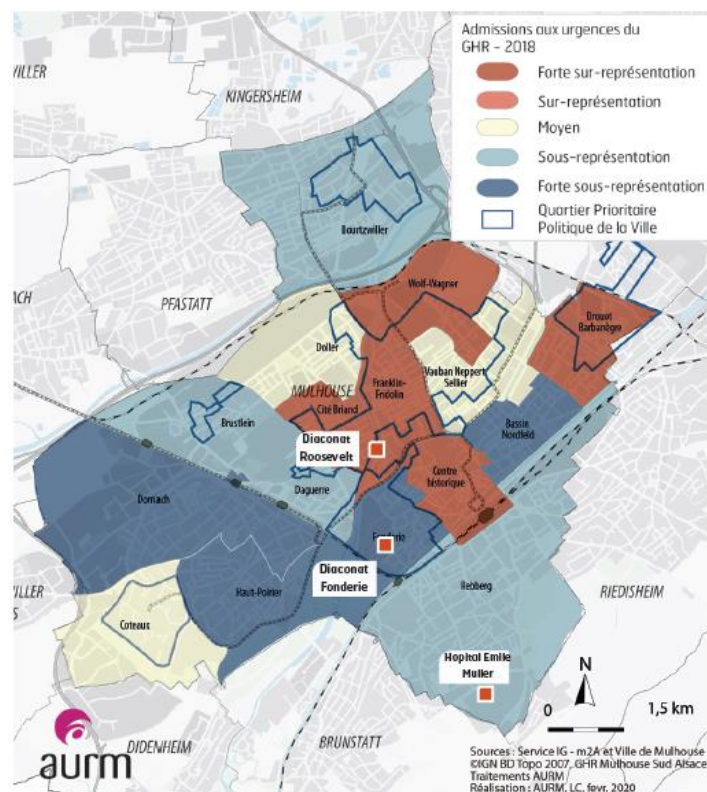 Admissions aux urgences du
GHR - 2018
Forte sur-représentation
Sur-représentation
Moyen
Sous-représentation
Forte sous-représentation
Quartier Prioritaire
Politique de la Ville
VILLER
KINGERSHEIM
Bourtzwiller
PFASTATT
ACH
Wolf-Wagner
Drouot
Barbanègre
Doller
Vauban Neppert
Sellier
MULHOUSE
Franklin-
Fridolin
Cité Briand
Brustlein
Bassin
Nordfeld
Diaconat
Roosevelt
Centre
historique
Daguerre
Dornach
Fonderie
Diaconat
Fonderie
Haut-Poirier
Rebberg
RIEDISHEIM
VILLER
Coteaux
Hopital Emile
Muller
N
0 1,5 km
DIDENHEIM
BRUNSTATT
aurm
Sources : Service IG - m2A et Ville de Mulhouse
©IGN BD Topo 2007, GHR Mulhouse Sud Alsace
Traitements AURM
Réalisation : AURM, LC, fevr. 2020